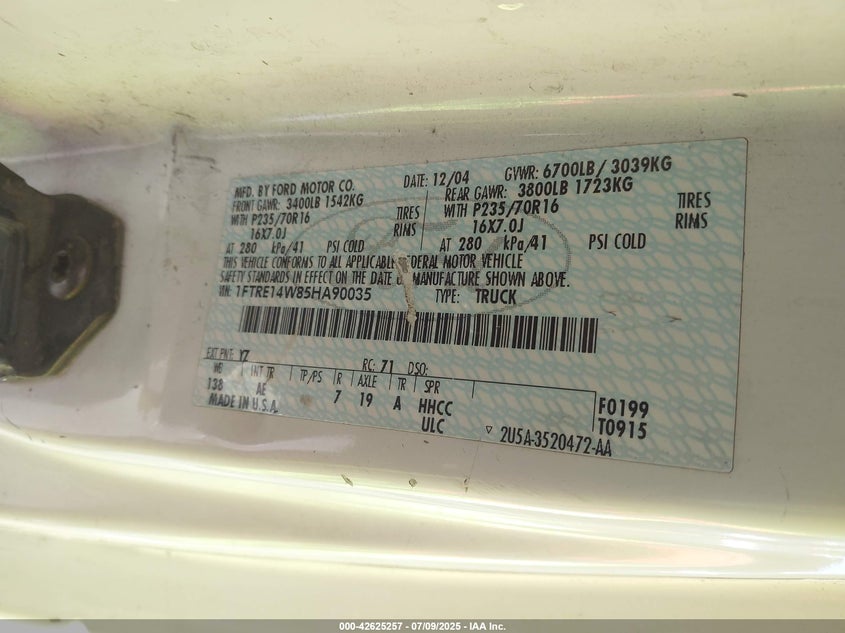 MFD. BY FORD MOTOR CO.
DATE: 12/04
GVWR: 6700LB/ 3039KG
FRONT GAWR: 3400LB 1542KG
REAR GAWR: 3800LB 1723KG
WITH P235/70R16 TIRES
WITH P235/70R16 TIRES
16X7.0J RIMS
16X7.0J RIMS
AT 280 kPa/41 PSI COLD
AT 280 kPa/41 PSI COLD
THIS VEHICLE CONFORMS TO ALL APPLICABLE FEDERAL MOTOR VEHICLE
SAFETY STANDARDS IN EFFECT ON THE DATE OF MANUFACTURE SHOWN ABOVE.
VIN: 1FTRE14W85HA90035 TYPE: TRUCK
EXT PNT: YZ RC: 71 DSO:
WB INT TR TP/PS R AXLE TR SPR
138 AE 7 19 A HHCC F0199
MADE IN U.S.A. ULC T0915
▽ 2U5A-3520472-AA
000-42625257 - 07/09/2025 - IAA Inc.